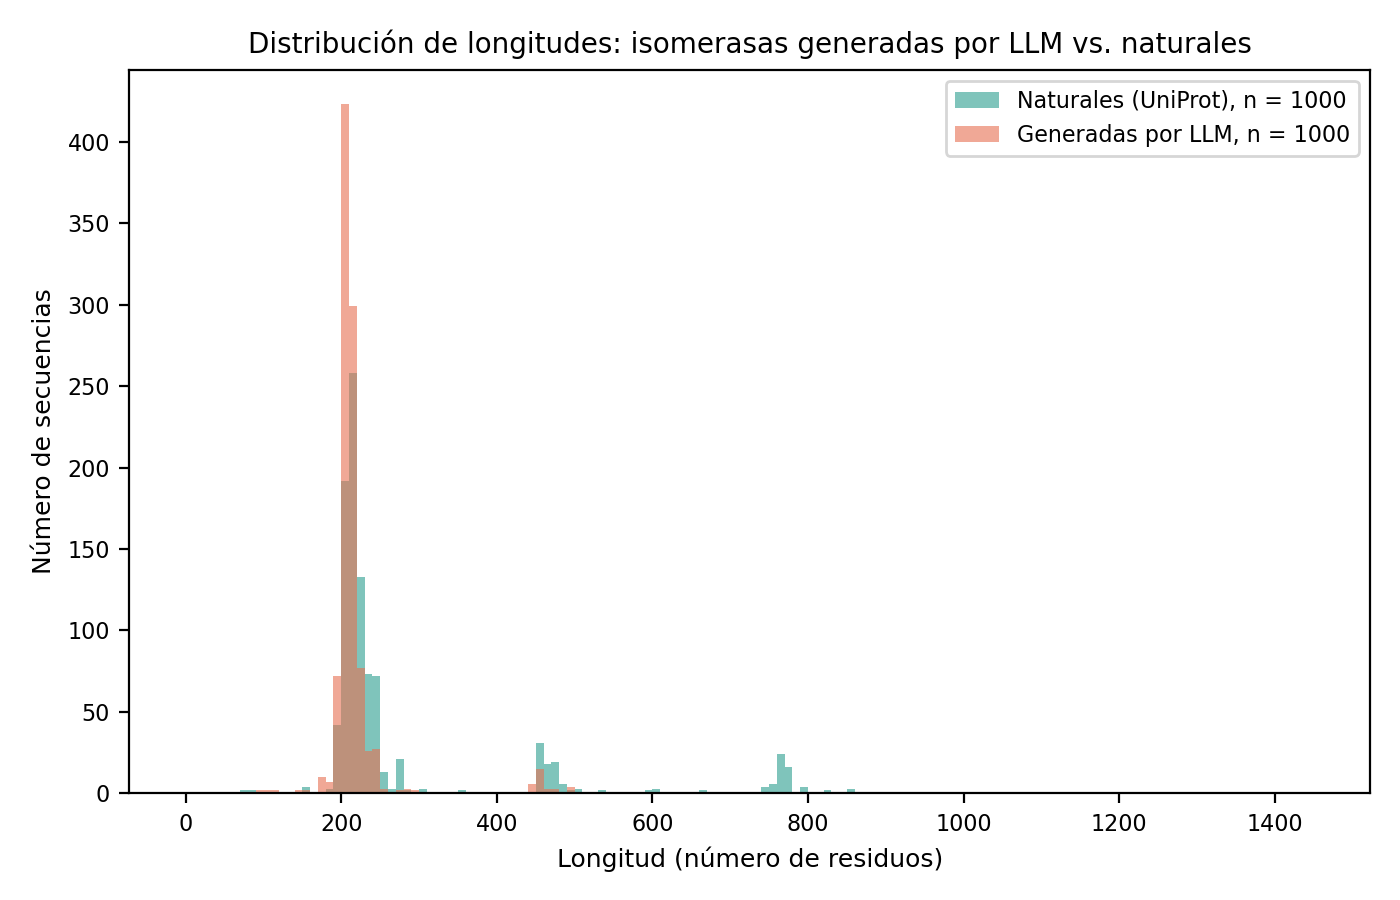 Distribución de longitudes: isomerasas generadas por LLM vs. naturales
Naturales (UniProt), n = 1000
Generadas por LLM, n = 1000
Número de secuencias
400
350
300
250
200
150
100
50
0
0 200 400 600 800 1000 1200 1400
Longitud (número de residuos)